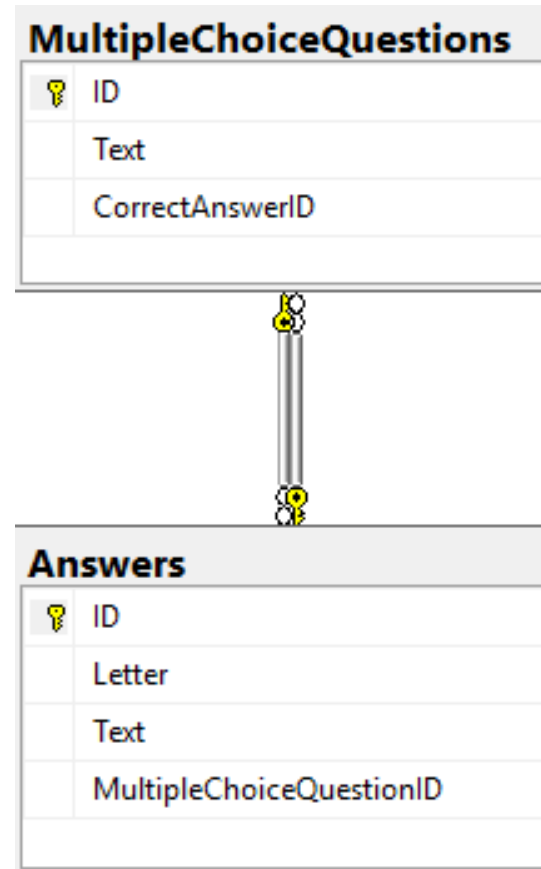 MultipleChoiceQuestions
ID
Text
CorrectAnswerID
Answers
ID
Letter
Text
MultipleChoiceQuestionID